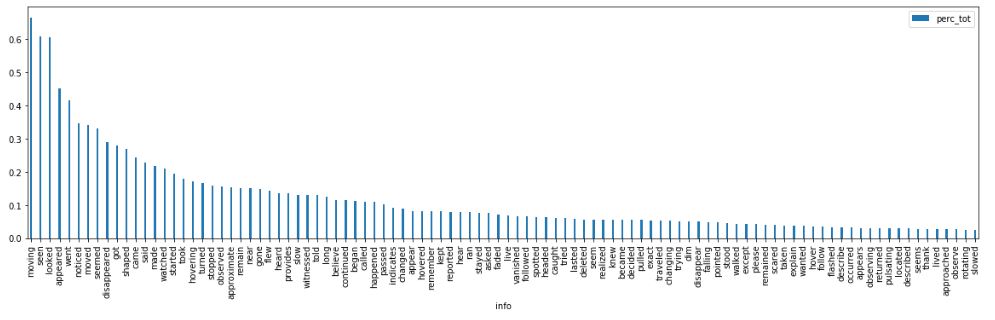 perc_tot
0.6
0.5
0.4
0.3
0.2
0.1
0.0
moving
seen
looked
appeared
went
noticed
moved
seemed
disappeared
got
shaped
came
said
made
watched
started
took
hovering
turned
stopped
observed
approximate
remain
near
gone
flew
heard
provides
slow
witnessed
told
long
believe
continued
began
called
happened
passed
indicates
changed
appear
hovered
remember
kept
reported
hear
ran
stayed
asked
faded
live
vanished
followed
spotted
headed
caught
tried
lasted
deleted
seem
realized
knew
became
decided
pulled
exact
traveled
changing
trying
dim
disappear
falling
pointed
stood
walked
except
please
remained
scared
taken
explain
wanted
hover
follow
flashed
describe
occurred
appears
observing
returned
pulsating
located
described
seems
thank
lived
approached
observe
rotating
slowed
info